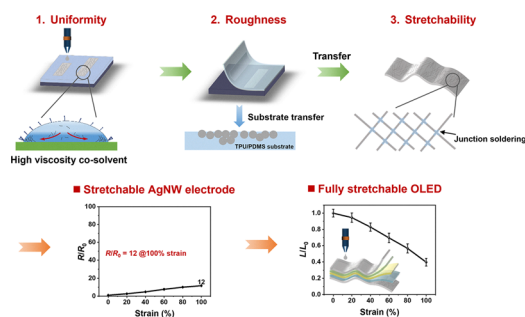 1. Uniformity
2. Roughness
3. Stretchability
Transfer
Substrate transfer
TPU/PDMS substrate
Junction soldering
High viscosity co-solvent
■ Stretchable AgNW electrode
■ Fully stretchable OLED
R/R₀
100
80
60
40
20
0
R/R₀ = 12 @100% strain
12
0 20 40 60 80 100
Strain (%)
L/L₀
1.0
0.8
0.6
0.4
0.2
0.0
0 20 40 60 80 100
Strain (%)